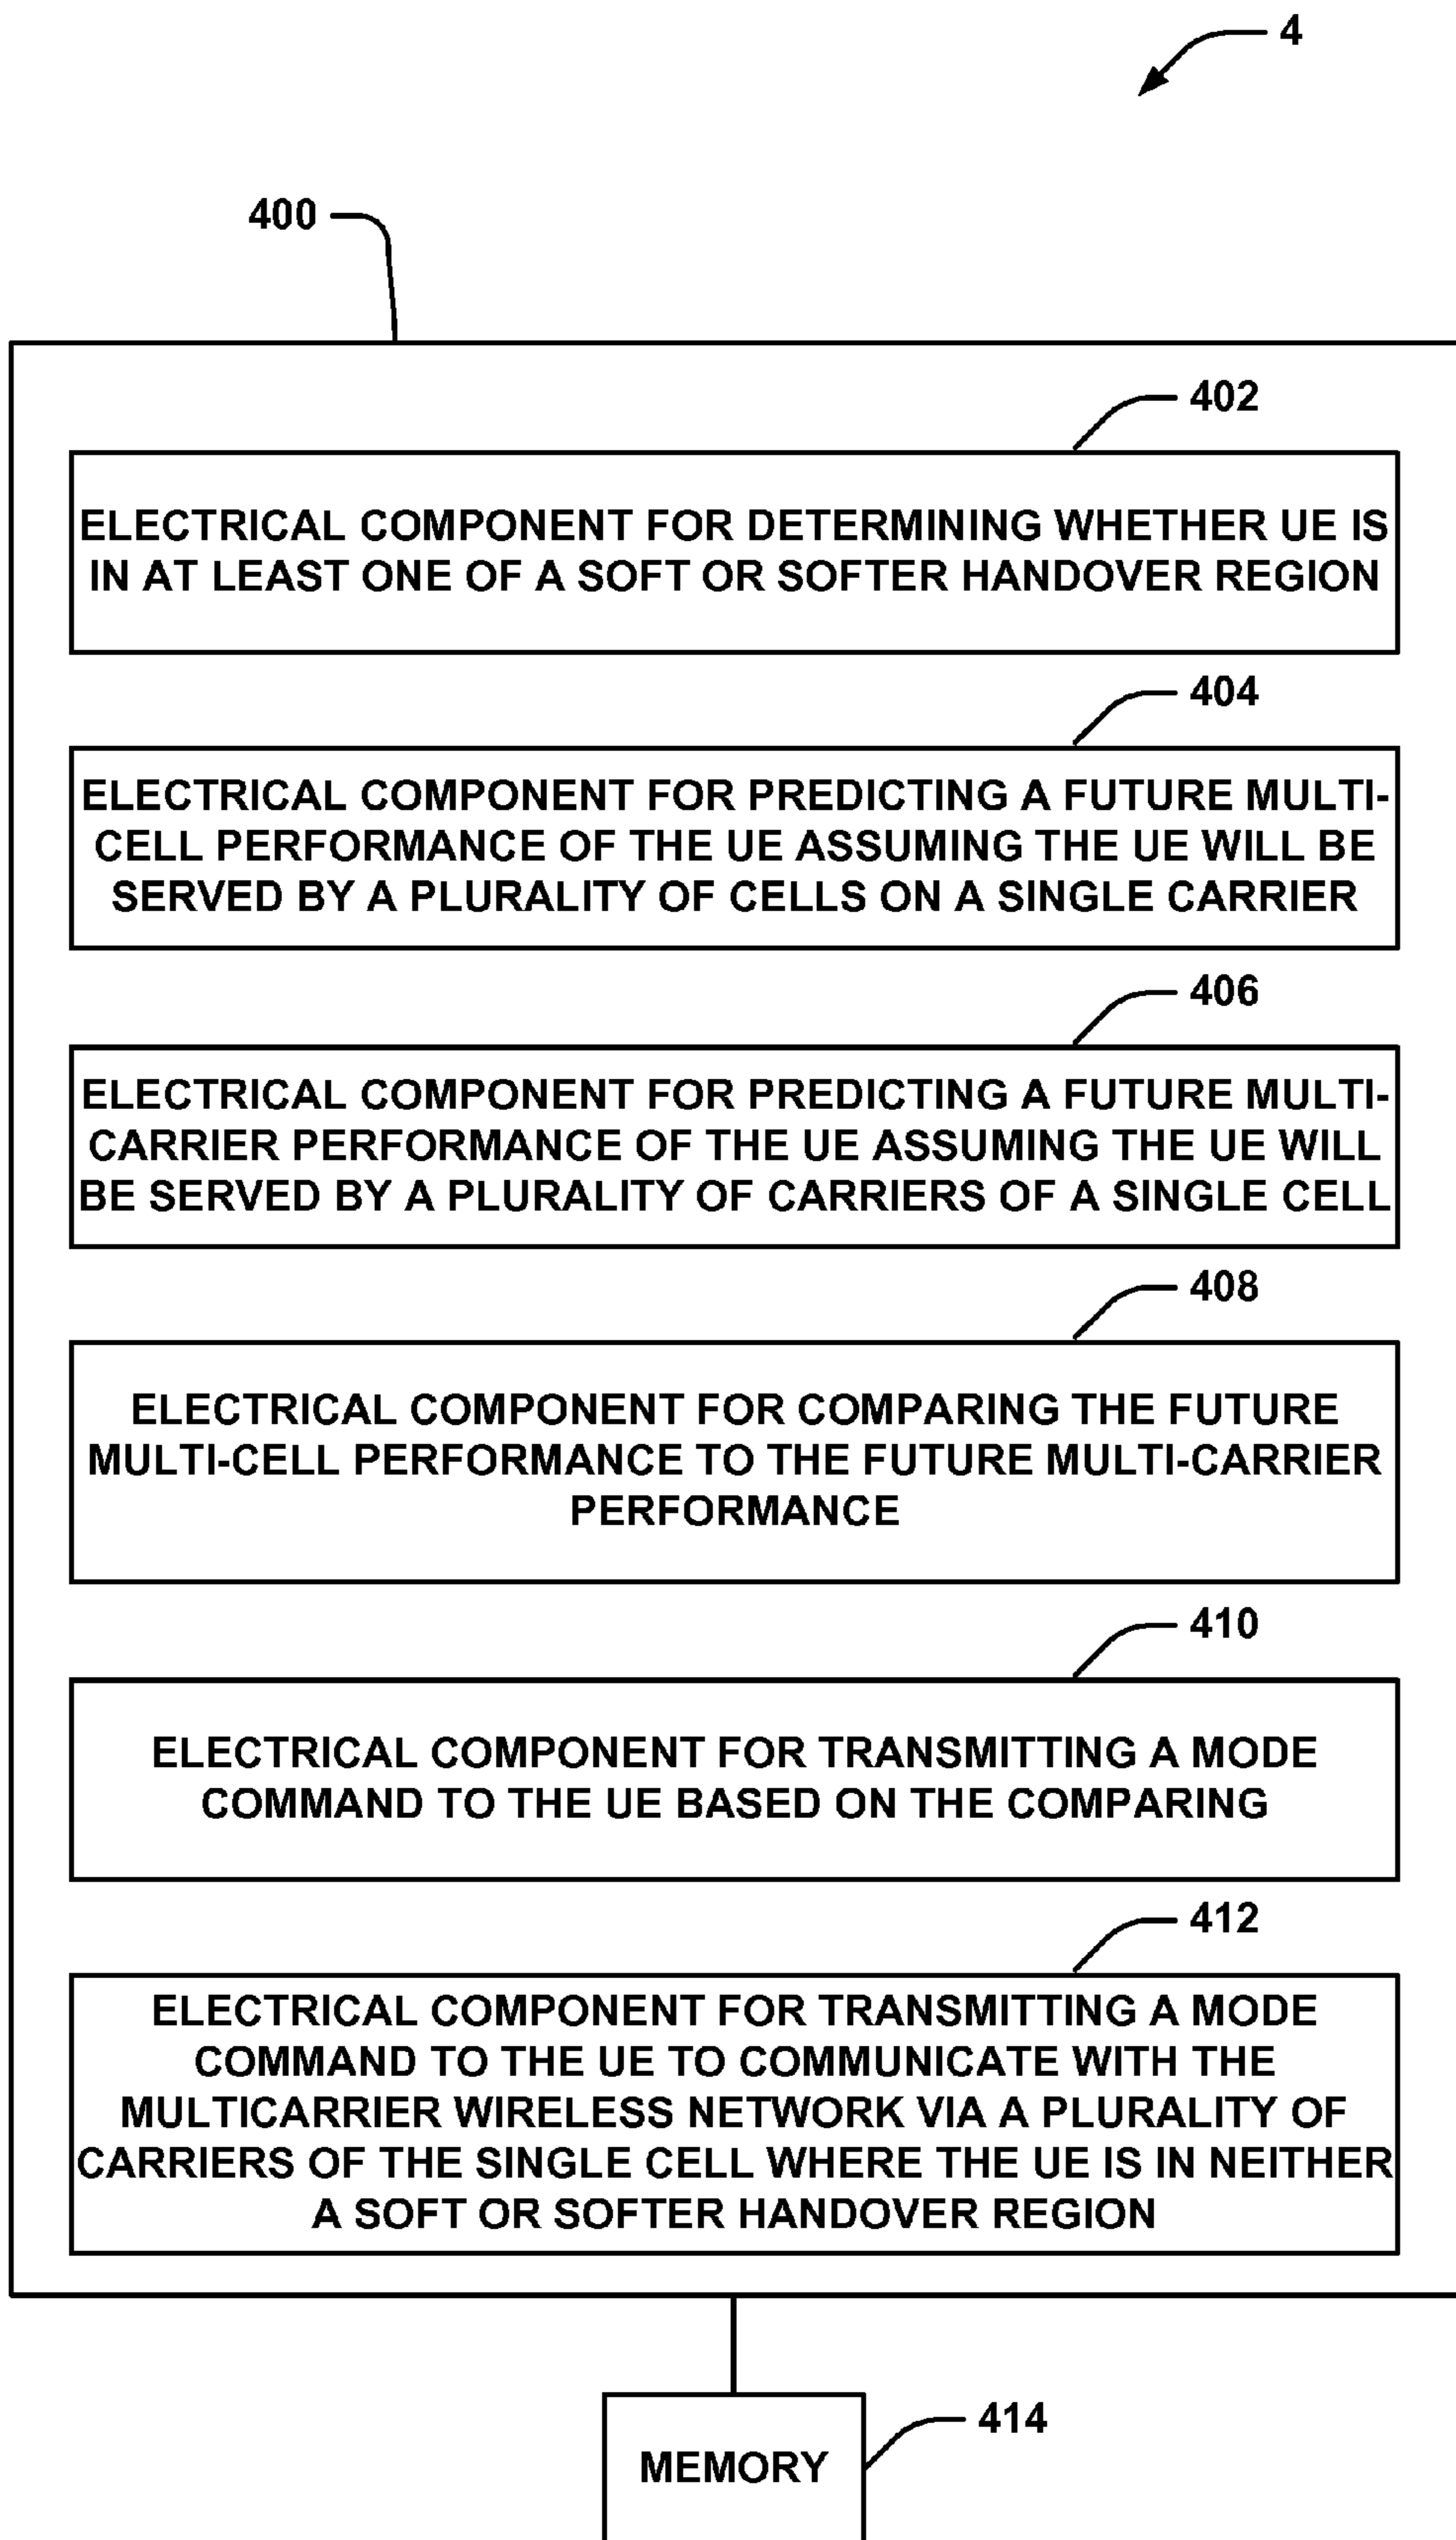 4
400
402
ELECTRICAL COMPONENT FOR DETERMINING WHETHER UE IS
IN AT LEAST ONE OF A SOFT OR SOFTER HANDOVER REGION
404
ELECTRICAL COMPONENT FOR PREDICTING A FUTURE MULTI-
CELL PERFORMANCE OF THE UE ASSUMING THE UE WILL BE
SERVED BY A PLURALITY OF CELLS ON A SINGLE CARRIER
406
ELECTRICAL COMPONENT FOR PREDICTING A FUTURE MULTI-
CARRIER PERFORMANCE OF THE UE ASSUMING THE UE WILL
BE SERVED BY A PLURALITY OF CARRIERS OF A SINGLE CELL
408
ELECTRICAL COMPONENT FOR COMPARING THE FUTURE
MULTI-CELL PERFORMANCE TO THE FUTURE MULTI-CARRIER
PERFORMANCE
410
ELECTRICAL COMPONENT FOR TRANSMITTING A MODE
COMMAND TO THE UE BASED ON THE COMPARING
412
ELECTRICAL COMPONENT FOR TRANSMITTING A MODE
COMMAND TO THE UE TO COMMUNICATE WITH THE
MULTICARRIER WIRELESS NETWORK VIA A PLURALITY OF
CARRIERS OF THE SINGLE CELL WHERE THE UE IS IN NEITHER
A SOFT OR SOFTER HANDOVER REGION
414
MEMORY